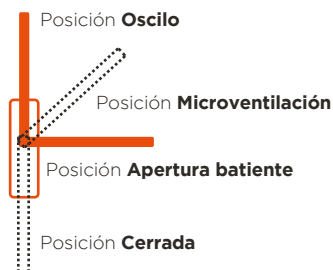 Posición Oscilo
Posición Microventilación
Posición Apertura batiente
Posición Cerrada